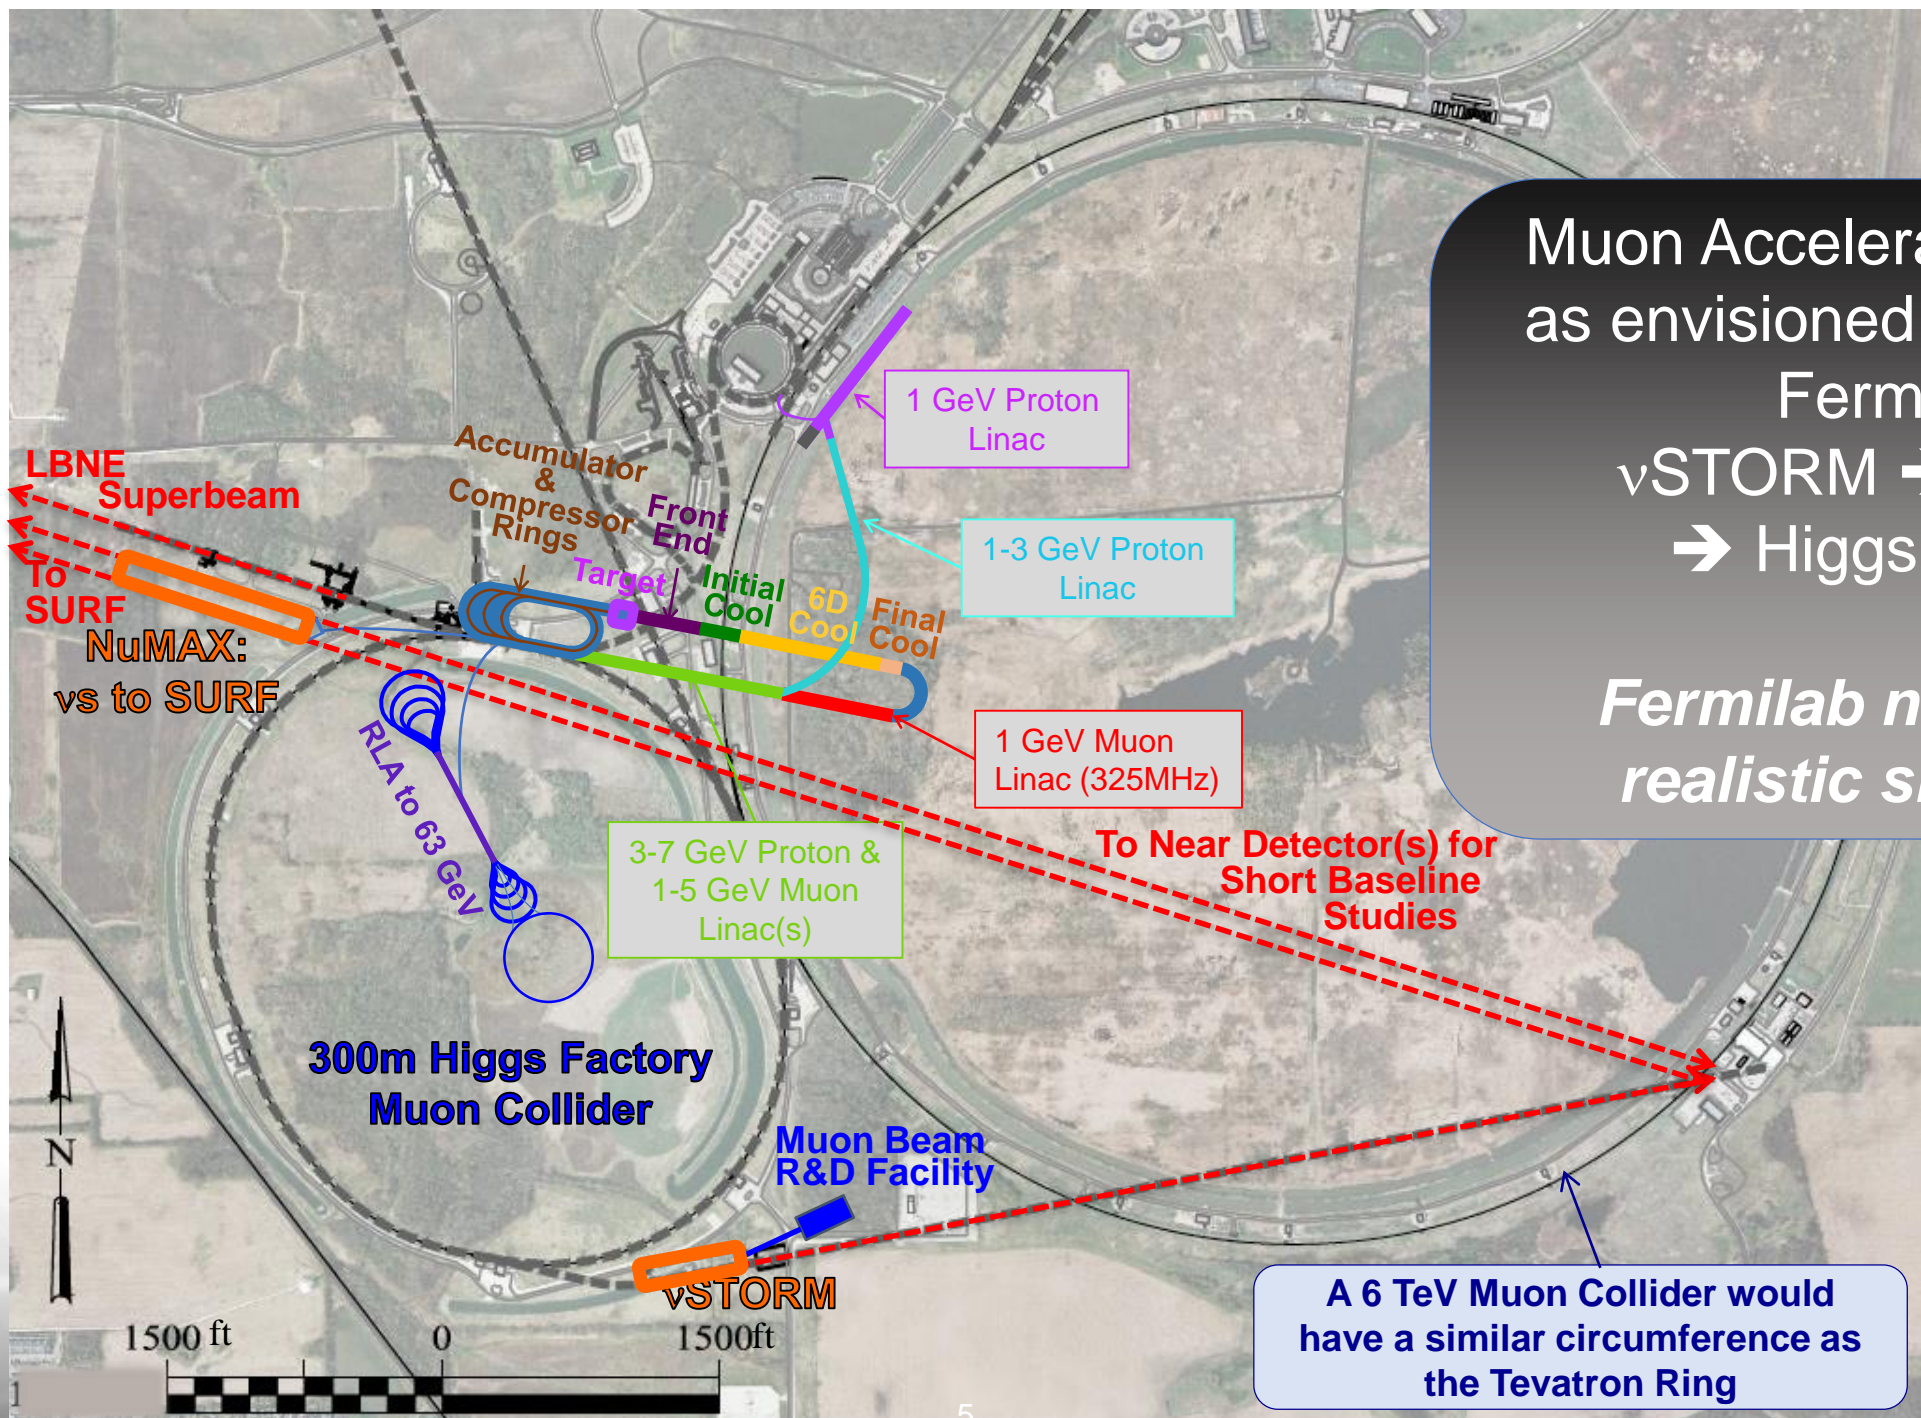 Muon Accelera
as envisioned
Ferm
νSTORM ➔
➔ Higgs
Fermilab n
realistic s
1 GeV Proton
Linac
Accumulator
&
Compressor
Rings
Front
End
Target
Initial
Cool
6D
Cool
Final
Cool
1-3 GeV Proton
Linac
LBNE
Superbeam
To
SURF
NuMAX:
νs to SURF
RLA to 63 GeV
1 GeV Muon
Linac (325MHz)
3-7 GeV Proton &
1-5 GeV Muon
Linac(s)
To Near Detector(s) for
Short Baseline
Studies
300m Higgs Factory
Muon Collider
Muon Beam
R&D Facility
νSTORM
N
1500 ft
0
1500ft
1
A 6 TeV Muon Collider would
have a similar circumference as
the Tevatron Ring
5